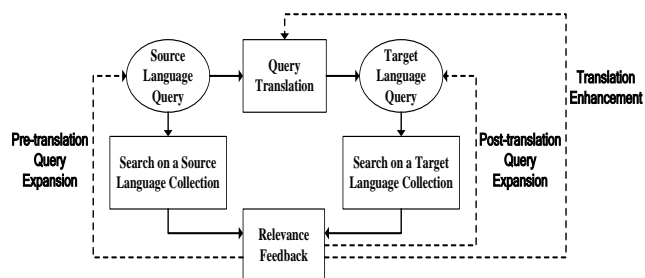 Source
Language
Query
Query
Translation
Target
Language
Query
Translation
Enhancement
Pre-translation
Query
Expansion
Search on a Source
Language Collection
Search on a Target
Language Collection
Post-translation
Query
Expansion
Relevance
Feedback